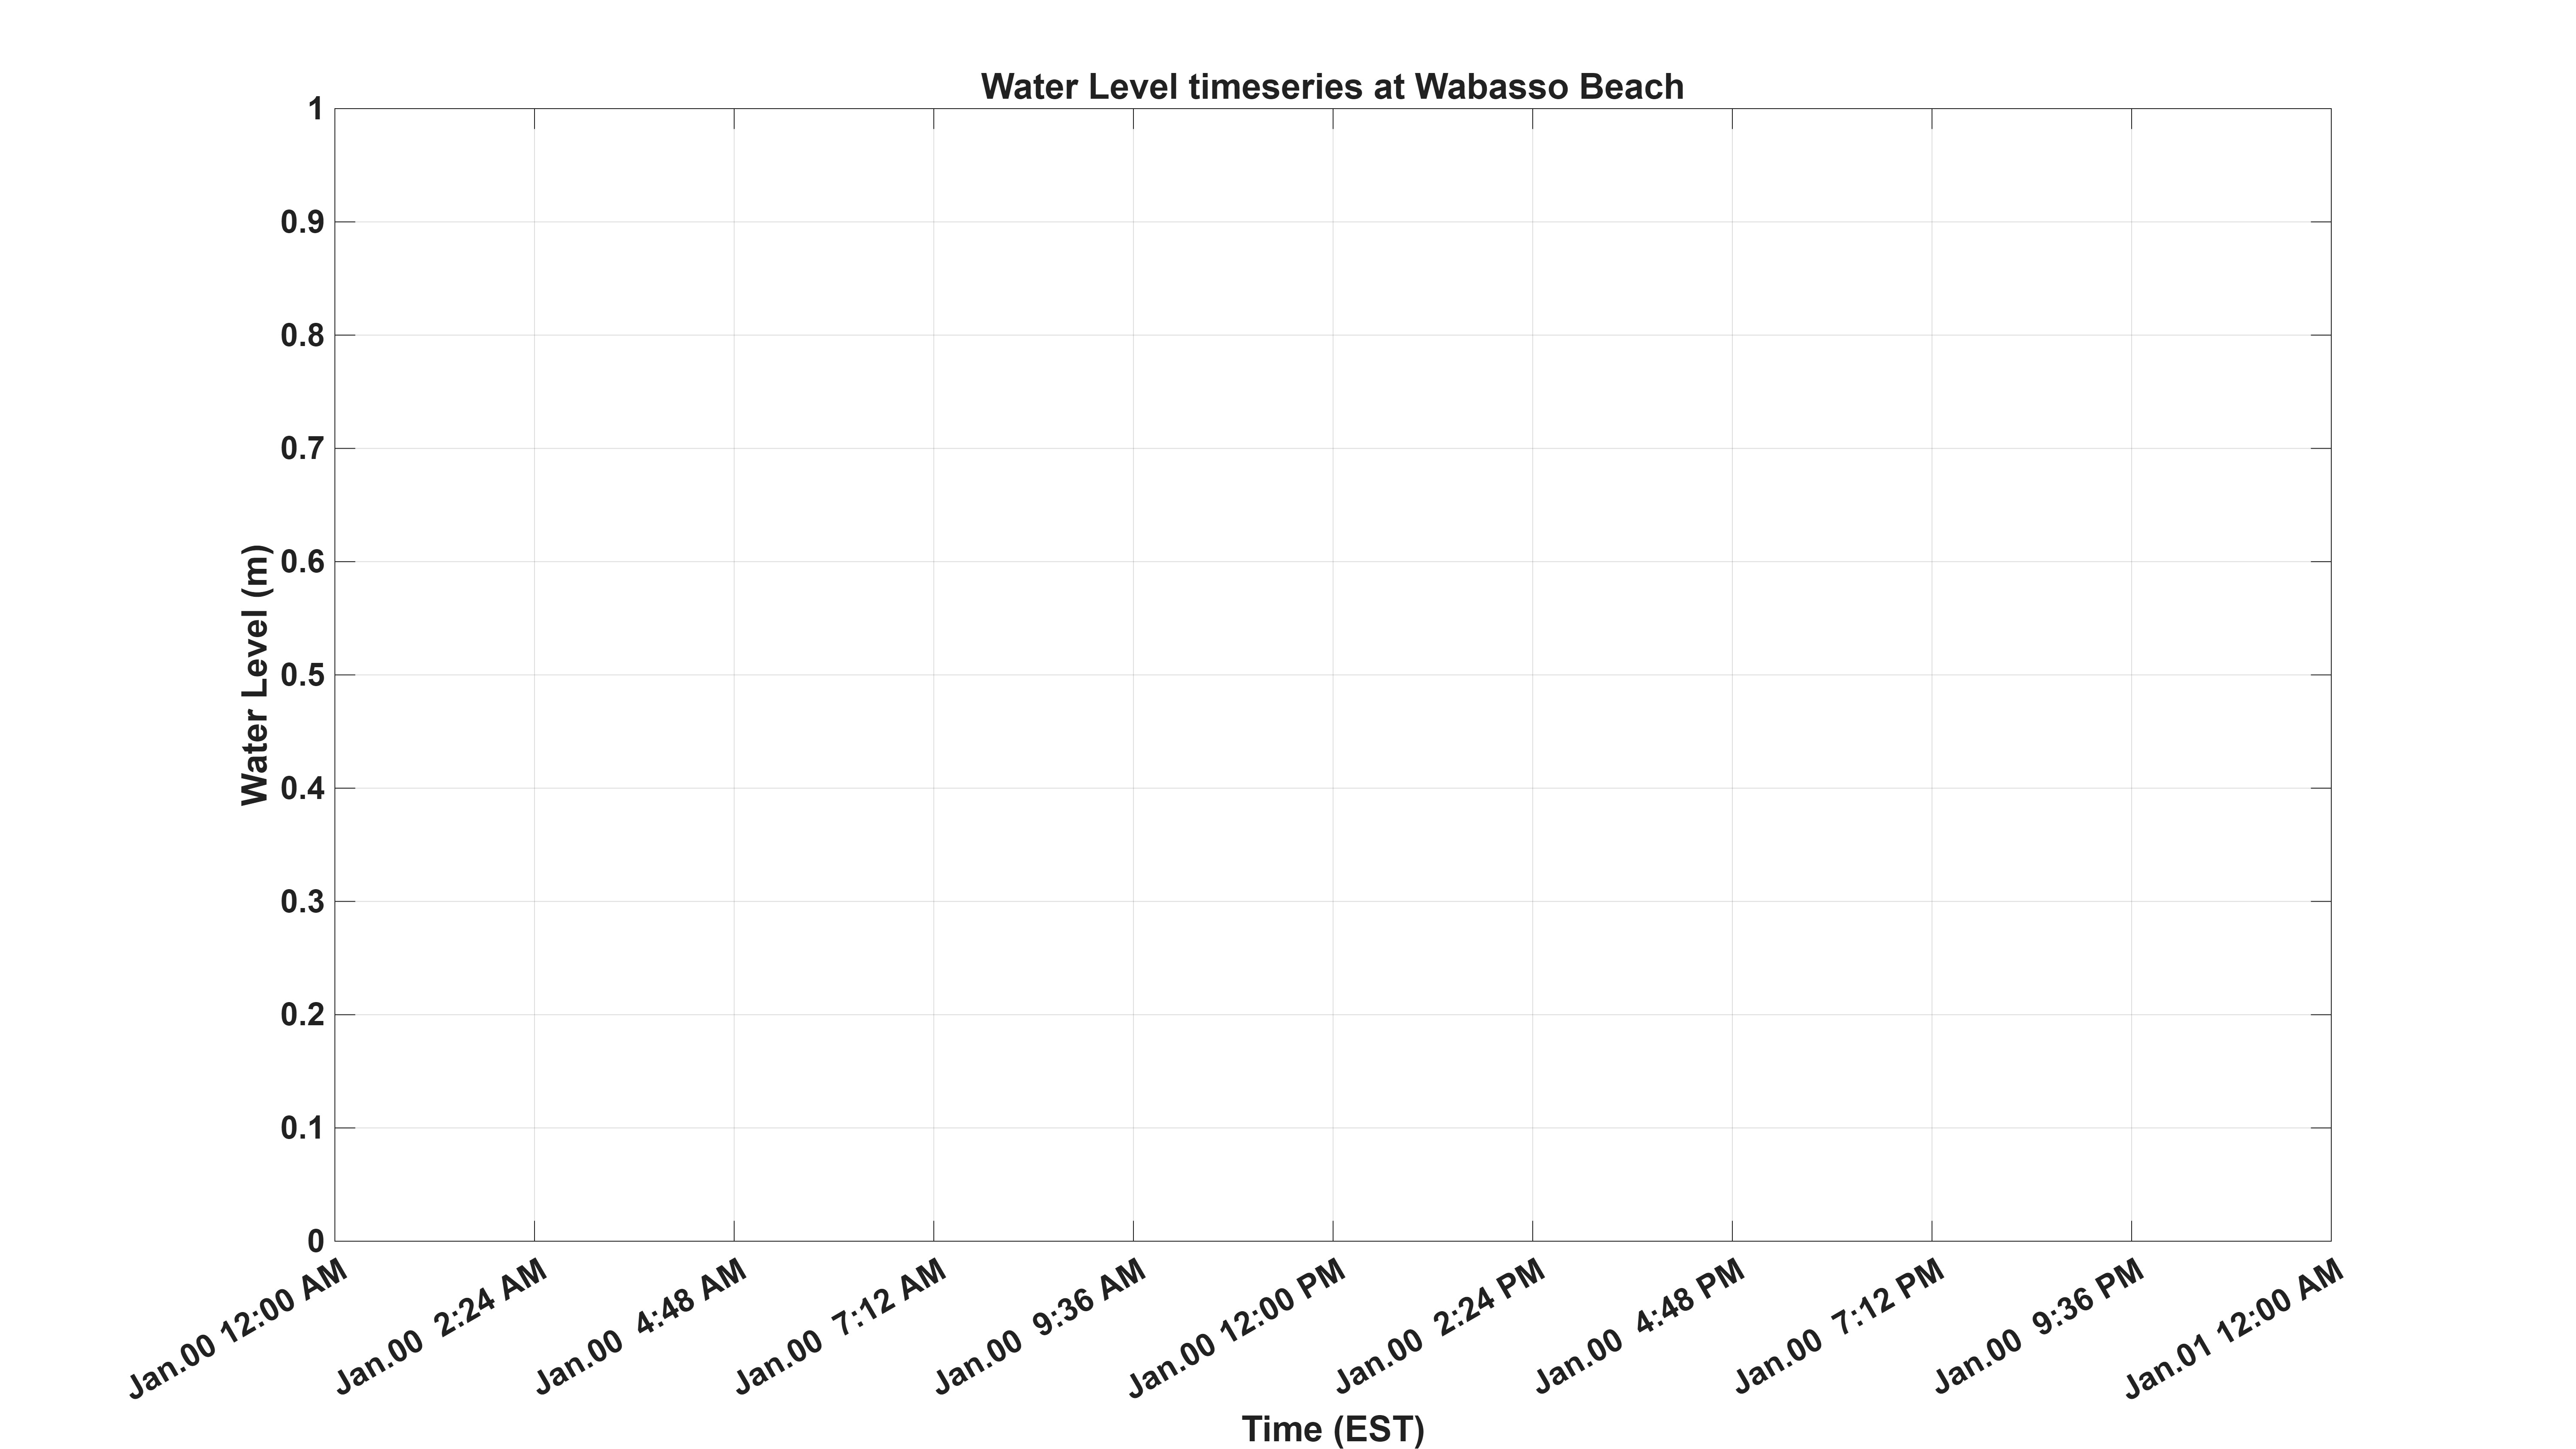 Water Level timeseries at Wabasso Beach
1
0.9
0.8
0.7
0.6
0.5
0.4
0.3
0.2
0.1
0
Water Level (m)
Jan.00 12:00 AM
Jan.00  2:24 AM
Jan.00  4:48 AM
Jan.00  7:12 AM
Jan.00  9:36 AM
Jan.00 12:00 PM
Jan.00  2:24 PM
Jan.00  4:48 PM
Jan.00  7:12 PM
Jan.00  9:36 PM
Jan.01 12:00 AM
Time (EST)